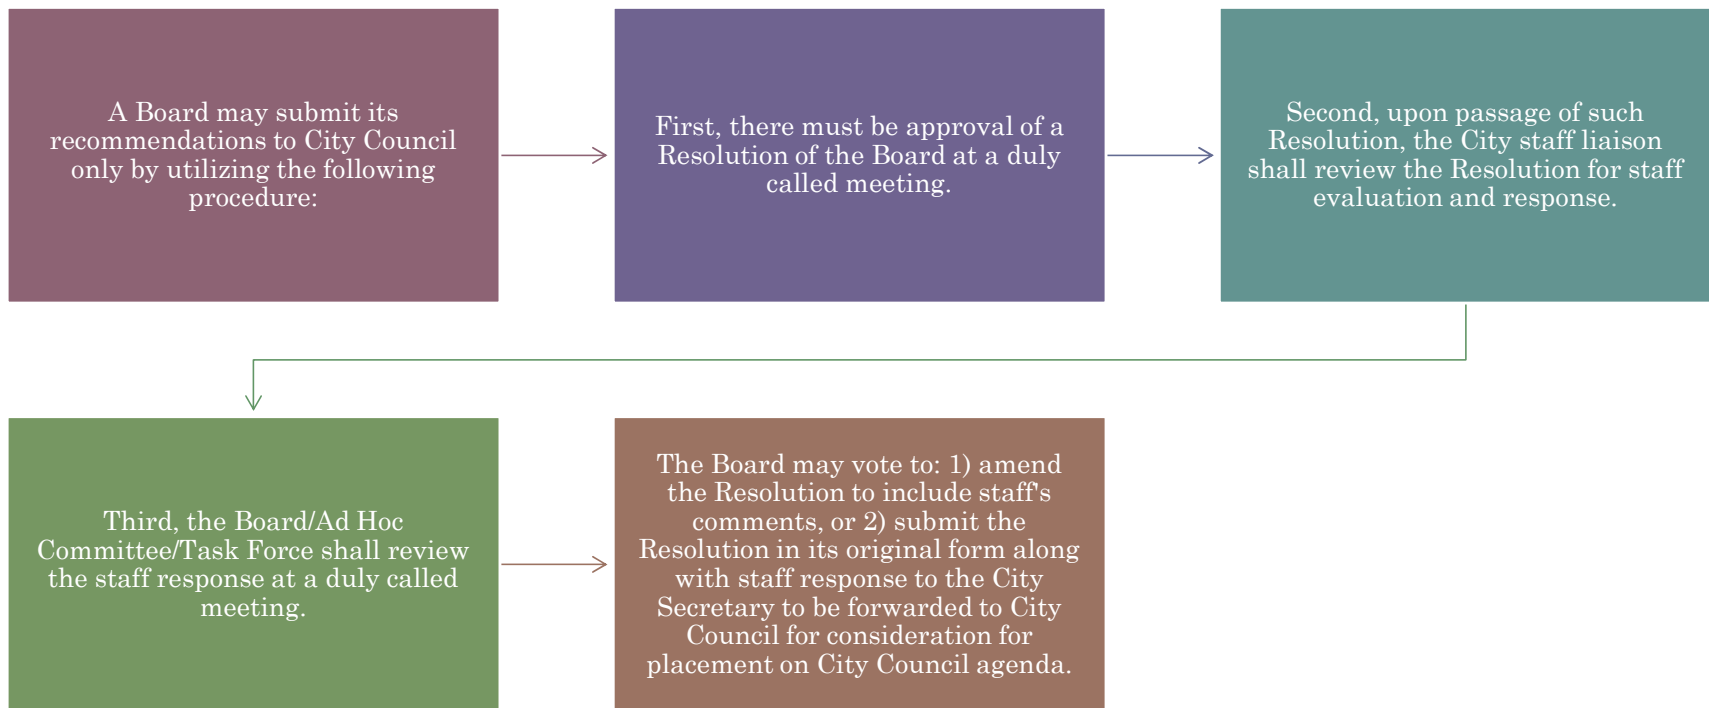 A Board may submit its
recommendations to City Council
only by utilizing the following
procedure:
First, there must be approval of a
Resolution of the Board at a duly
called meeting.
Second, upon passage of such
Resolution, the City staff liaison
shall review the Resolution for staff
evaluation and response.
Third, the Board/Ad Hoc
Committee/Task Force shall review
the staff response at a duly called
meeting.
The Board may vote to: 1) amend
the Resolution to include staff's
comments, or 2) submit the
Resolution in its original form along
with staff response to the City
Secretary to be forwarded to City
Council for consideration for
placement on City Council agenda.